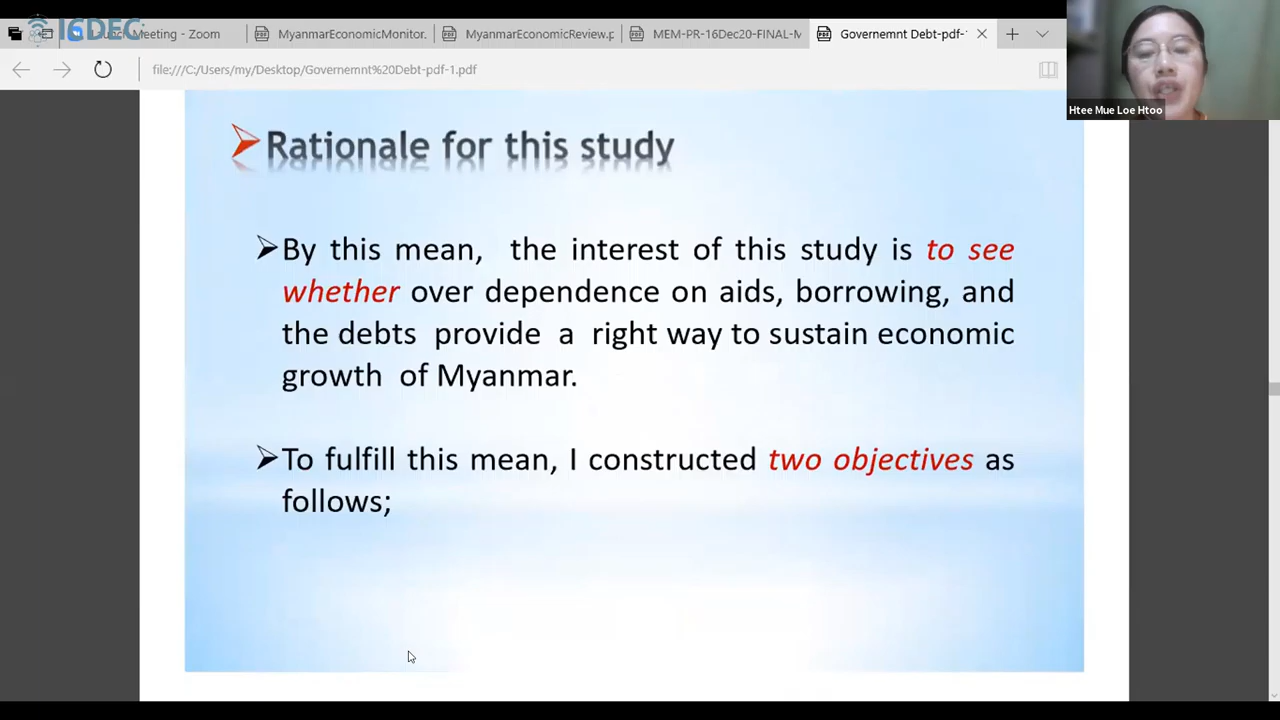 16DEC
Launch Meeting - Zoom
MyanmarEconomicMonitor.
MyanmarEconomicReview.p
MEM-PR-16Dec20-FINAL-M
Governemnt Debt-pdf-1
file:///C:/Users/my/Desktop/Governemnt%20Debt-pdf-1.pdf
Htee Mue Loe Htoo
Rationale for this study
By this mean, the interest of this study is to see
whether over dependence on aids, borrowing, and
the debts provide a right way to sustain economic
growth of Myanmar.
To fulfill this mean, I constructed two objectives as
follows;